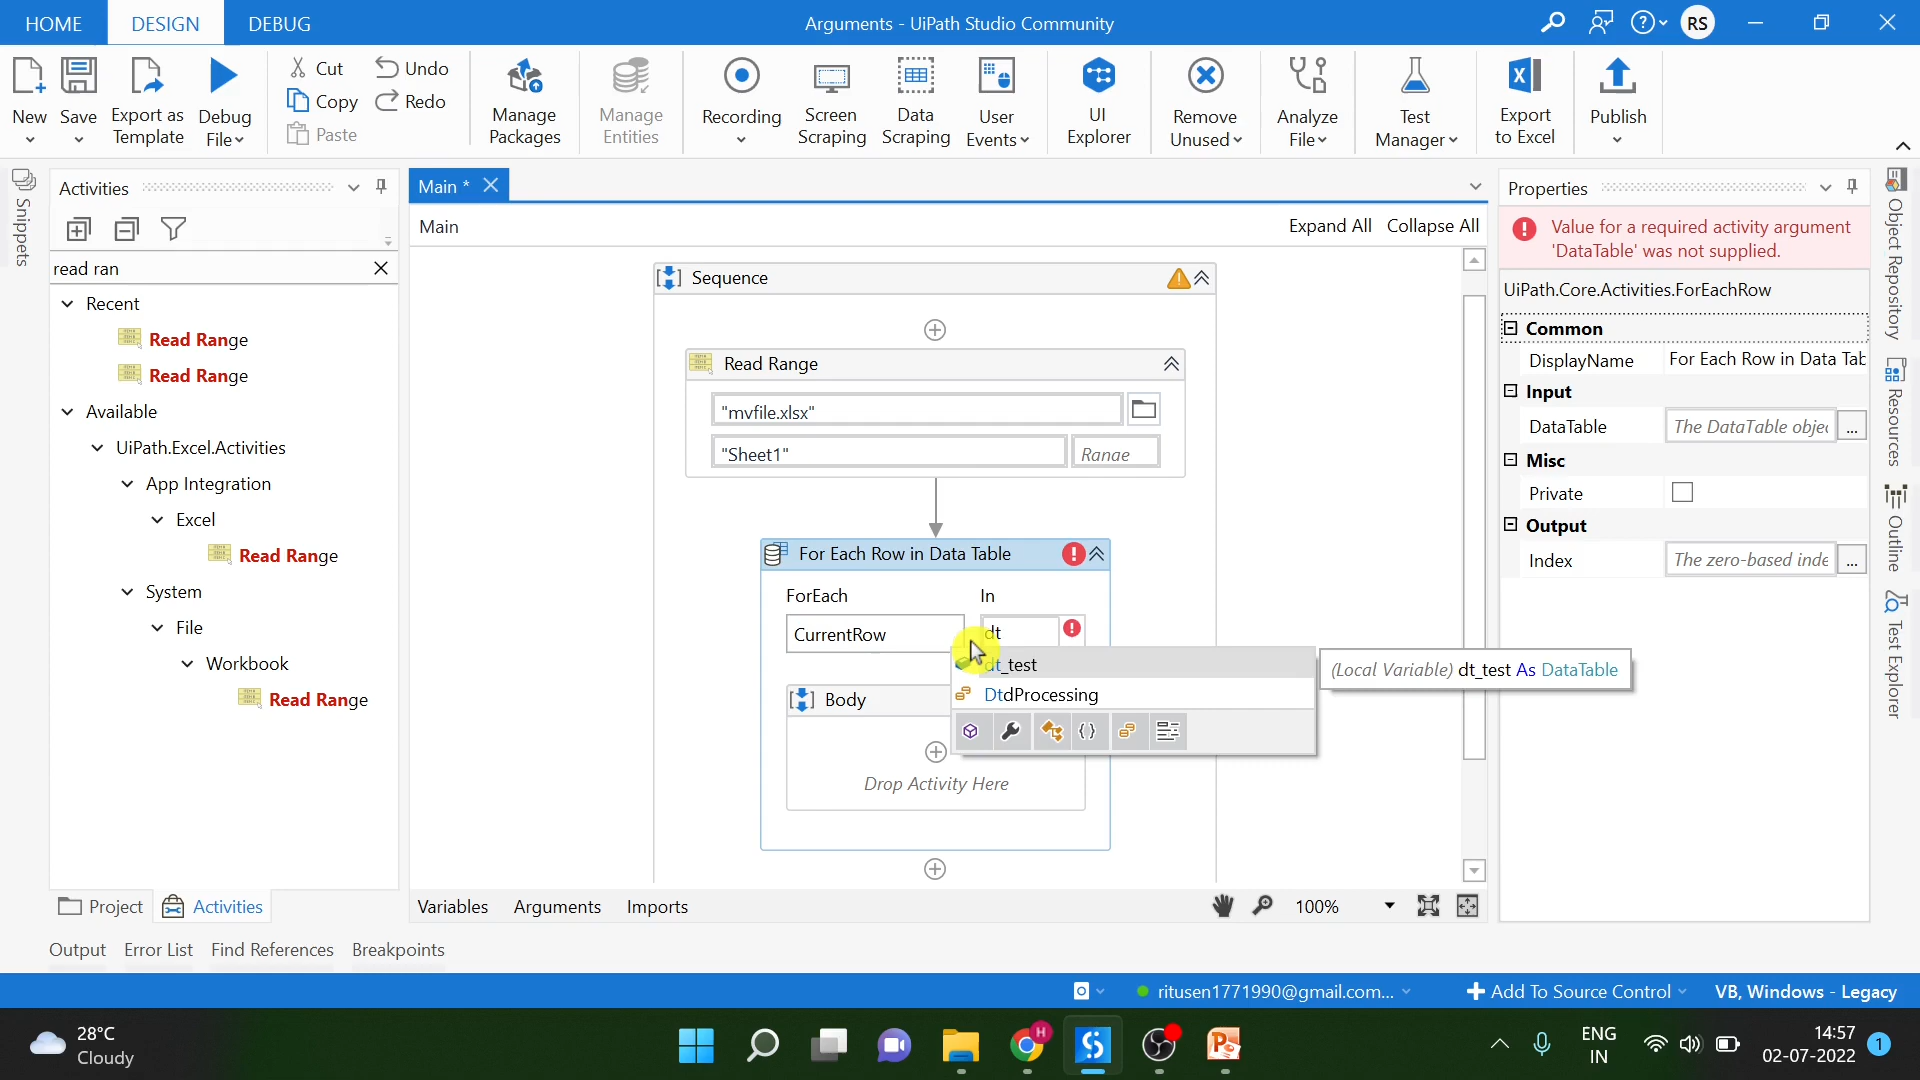 HOME
DESIGN
DEBUG
Arguments - UiPath Studio Community
RS
New
Save
Export as
Template
Debug
File
Cut
Copy
Paste
Undo
Redo
Manage
Packages
Manage
Entities
Recording
Screen
Scraping
Data
Scraping
User
Events
UI
Explorer
Remove
Unused
Analyze
File
Test
Manager
Export
to Excel
Publish
Snippets
Activities
read ran
Recent
Read Range
Read Range
Available
UiPath.Excel.Activities
App Integration
Excel
Read Range
System
File
Workbook
Read Range
Project
Activities
Main *
Main
Expand All
Collapse All
Sequence
Read Range
"mvfile.xlsx"
"Sheet1"
Range
For Each Row in Data Table
ForEach
In
CurrentRow
dt
dt_test
DtdProcessing
(Local Variable) dt_test As DataTable
Body
Drop Activity Here
Variables
Arguments
Imports
100%
Properties
Value for a required activity argument
'DataTable' was not supplied.
UiPath.Core.Activities.ForEachRow
Common
DisplayName
For Each Row in Data Tab
Input
DataTable
The DataTable objec
...
Misc
Private
Output
Index
The zero-based inde
...
Object Repository
Resources
Outline
Test Explorer
Output
Error List
Find References
Breakpoints
ritusen1771990@gmail.com...
Add To Source Control
VB, Windows - Legacy
28°C
Cloudy
H
ENG
IN
14:57
02-07-2022
1